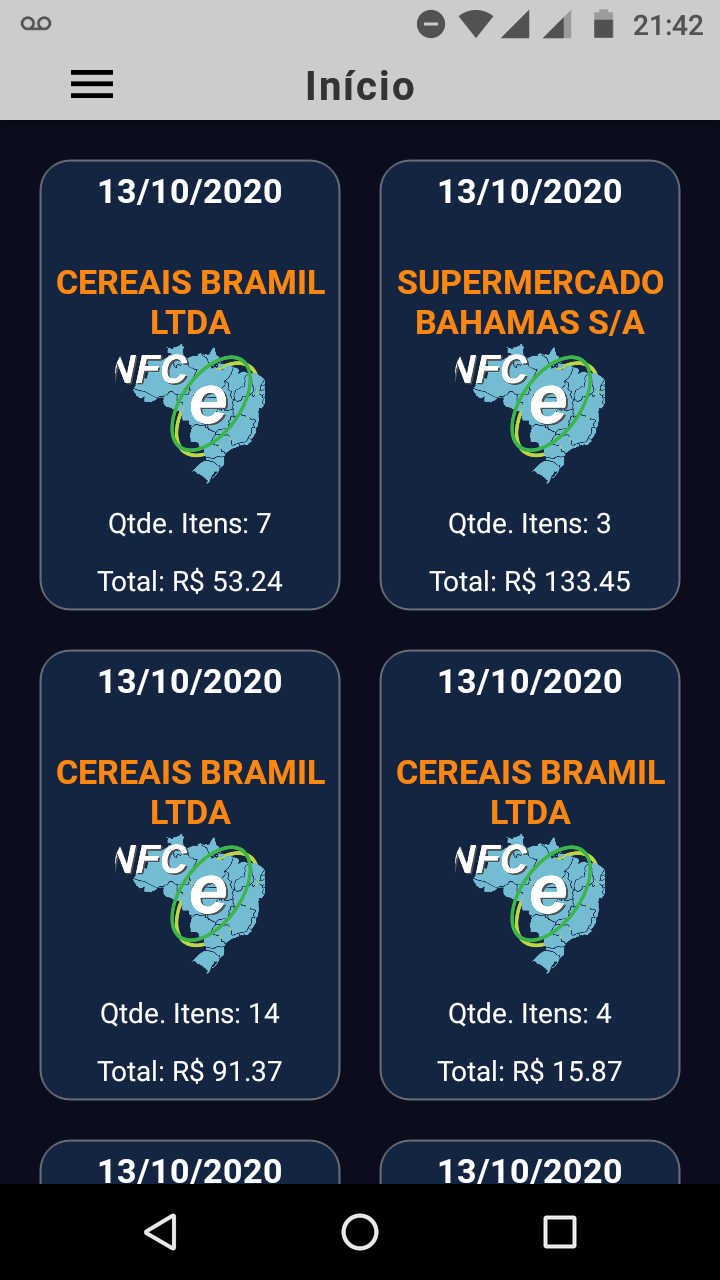 21:42
Início
13/10/2020
CEREAIS BRAMIL
LTDA
NFC
e
Qtde. Itens: 7
Total: R$ 53.24
13/10/2020
SUPERMERCADO
BAHAMAS S/A
NFC
e
Qtde. Itens: 3
Total: R$ 133.45
13/10/2020
CEREAIS BRAMIL
LTDA
NFC
e
Qtde. Itens: 14
Total: R$ 91.37
13/10/2020
CEREAIS BRAMIL
LTDA
NFC
e
Qtde. Itens: 4
Total: R$ 15.87
13/10/2020
13/10/2020